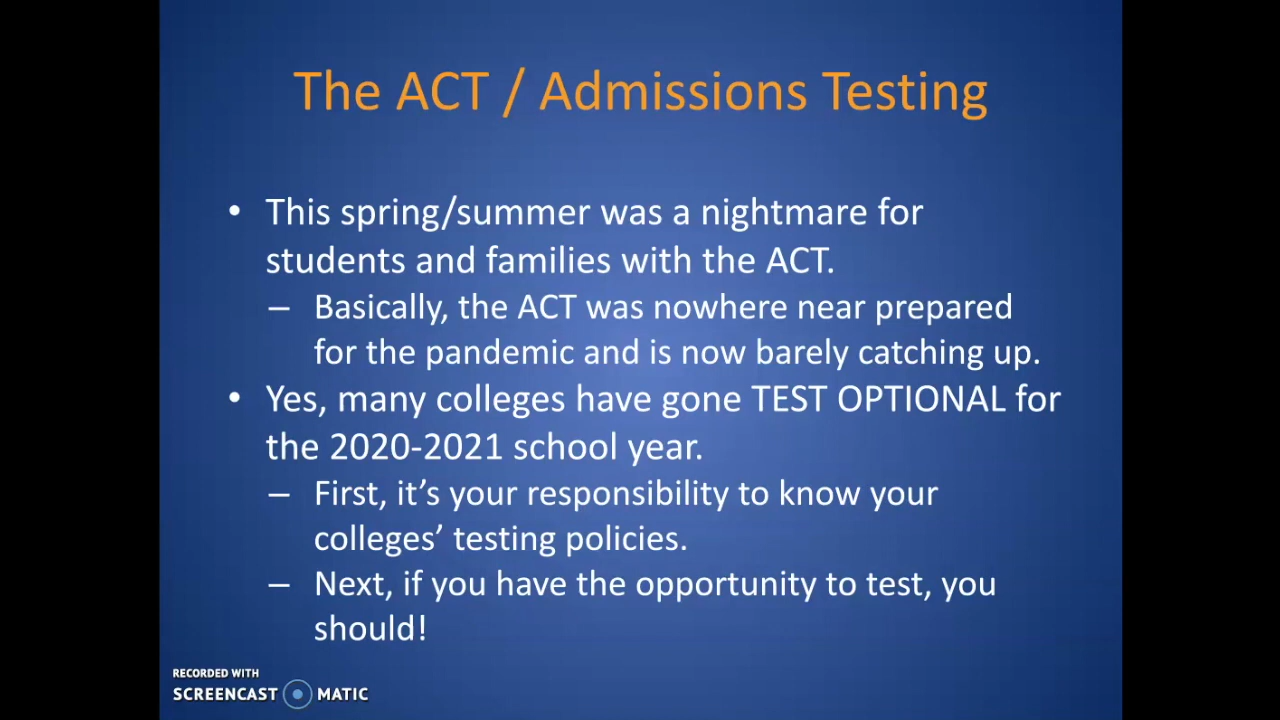 The ACT / Admissions Testing
• This spring/summer was a nightmare for
students and families with the ACT.
– Basically, the ACT was nowhere near prepared
for the pandemic and is now barely catching up.
• Yes, many colleges have gone TEST OPTIONAL for
the 2020-2021 school year.
– First, it’s your responsibility to know your
colleges’ testing policies.
– Next, if you have the opportunity to test, you
should!
RECORDED WITH
SCREENCAST MATIC